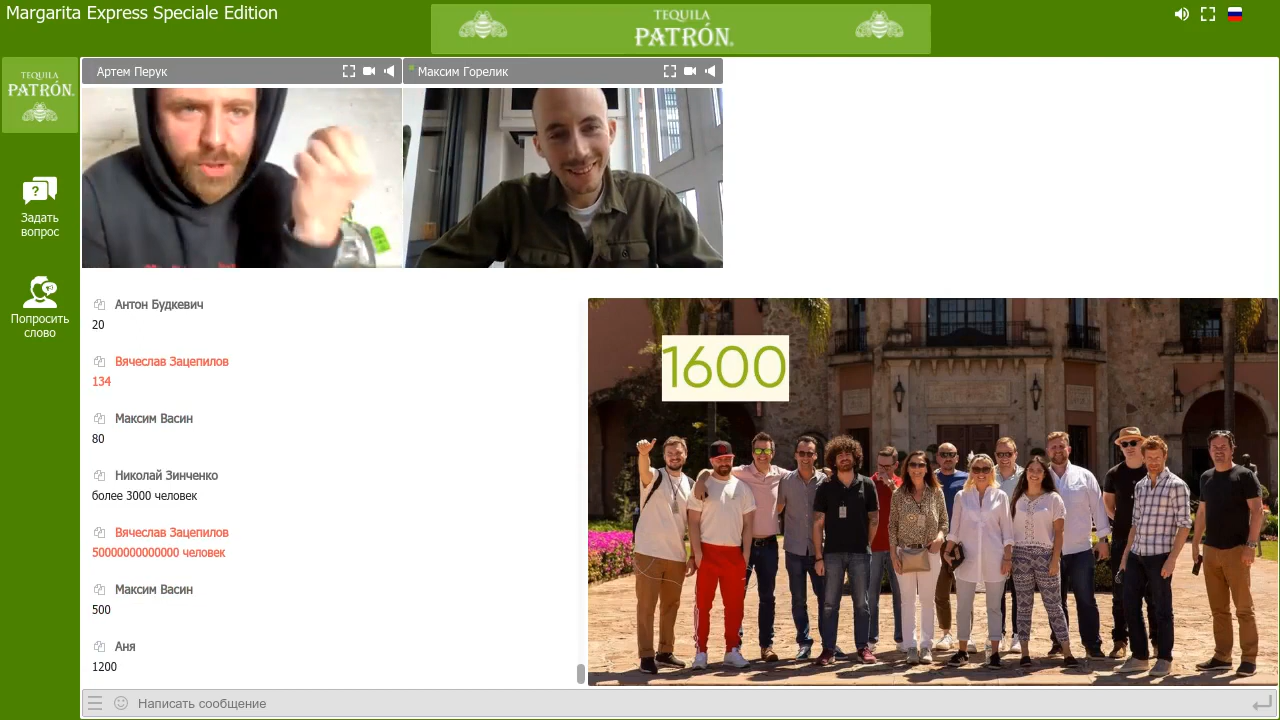 Margarita Express Speciale Edition
TEQUILA
PATRÓN.
TEQUILA
PATRÓN.
Задать
вопрос
Попросить
слово
Артем Перук
Максим Горелик
Антон Будкевич
20
Вячеслав Зацепилов
134
Максим Васин
80
Николай Зинченко
более 3000 человек
Вячеслав Зацепилов
50000000000000 человек
Максим Васин
500
Аня
1200
1600
Написать сообщение